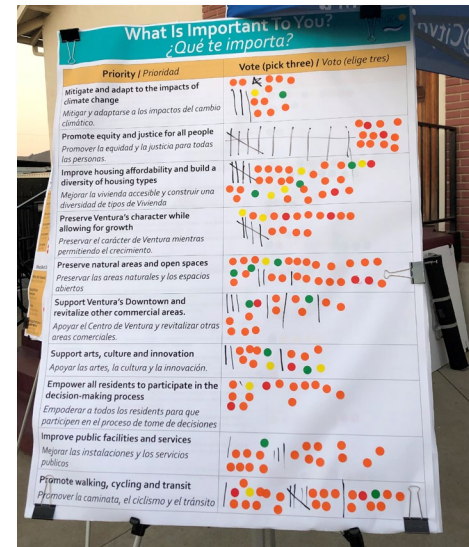 What Is Important To You?
¿Qué te importa?
Priority / Prioridad
Vote (pick three) / Voto (elige tres)
Mitigate and adapt to the impacts of
climate change
Mitigar y adaptarse a los impactos del cambio
climático.
Promote equity and justice for all people
Promover la equidad y la justicia para todas
las personas.
Improve housing affordability and build a
diversity of housing types
Mejorar la vivienda accesible y construir una
diversidad de tipos de Vivienda
Preserve Ventura's character while
allowing for growth
Preservar el carácter de Ventura mientras
permitiendo el crecimiento.
Preserve natural areas and open spaces
Preservar las areas naturales y los espacios
abiertos
Support Ventura's Downtown and
revitalize other commercial areas.
Apoyar el Centro de Ventura y revitalizar otras
areas comerciales.
Support arts, culture and innovation
Apoyar las artes, la cultura y la innovación.
Empower all residents to participate in the
decision-making process
Empoderar a todos los residents para que
participen en el proceso de tome de decisiones
Improve public facilities and services
Mejorar las instalaciones y los servicios
publicos
Promote walking, cycling and transit
Promover la caminata, el ciclismo y el tránsito